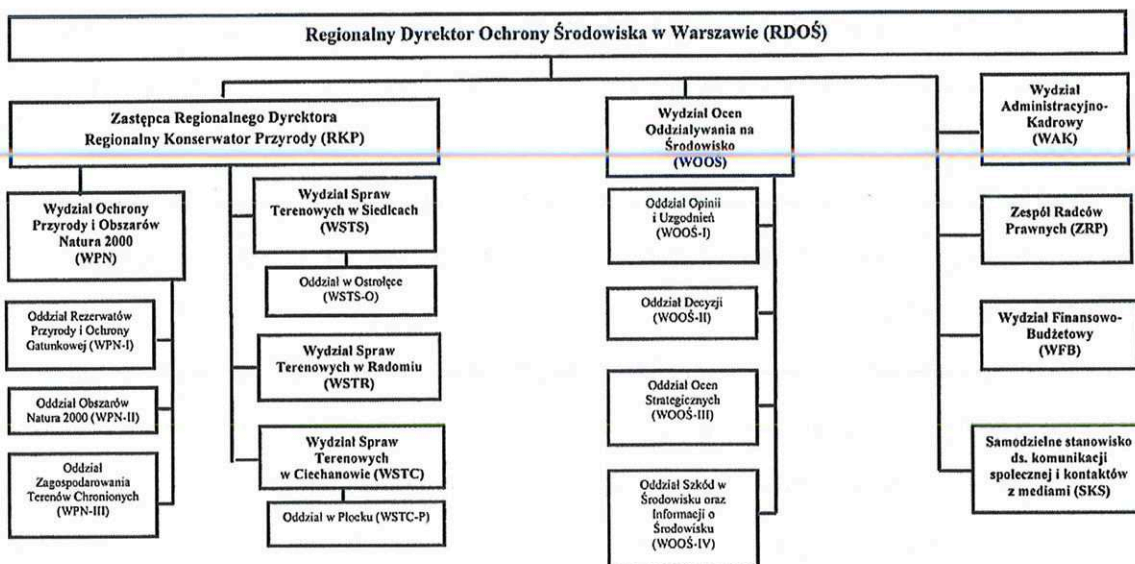 Regionalny Dyrektor Ochrony Środowiska w Warszawie (RDOŚ)
Zastępca Regionalnego Dyrektora
Regionalny Konserwator Przyrody (RKP)
Wydział Ochrony
Przyrody i Obszarów
Natura 2000
(WPN)
Oddział Rezerwatów
Przyrody i Ochrony
Gatunkowej (WPN-I)
Oddział Obszarów
Natura 2000 (WPN-II)
Oddział
Zagospodarowania
Terenów Chronionych
(WPN-III)
Wydział Spraw
Terenowych w Siedlcach
(WSTS)
Oddział w Ostrołęce
(WSTS-O)
Wydział Spraw
Terenowych w Radomiu
(WSTR)
Wydział Spraw
Terenowych
w Ciechanowie (WSTC)
Oddział w Płocku (WSTC-P)
Wydział Ocen
Oddziaływania na
Środowisko
(WOOŚ)
Oddział Opinii
i Uzgodnień
(WOOŚ-I)
Oddział Decyzji
(WOOŚ-II)
Oddział Ocen
Strategicznych
(WOOŚ-III)
Oddział Szkód w
Środowisku oraz
Informacji o
Środowisku
(WOOŚ-IV)
Wydział
Administracyjno-
Kadrowy
(WAK)
Zespół Radców
Prawnych (ZRP)
Wydział Finansowo-
Budżetowy
(WFB)
Samodzielne stanowisko
ds. komunikacji
społecznej i kontaktów
z mediami (SKS)